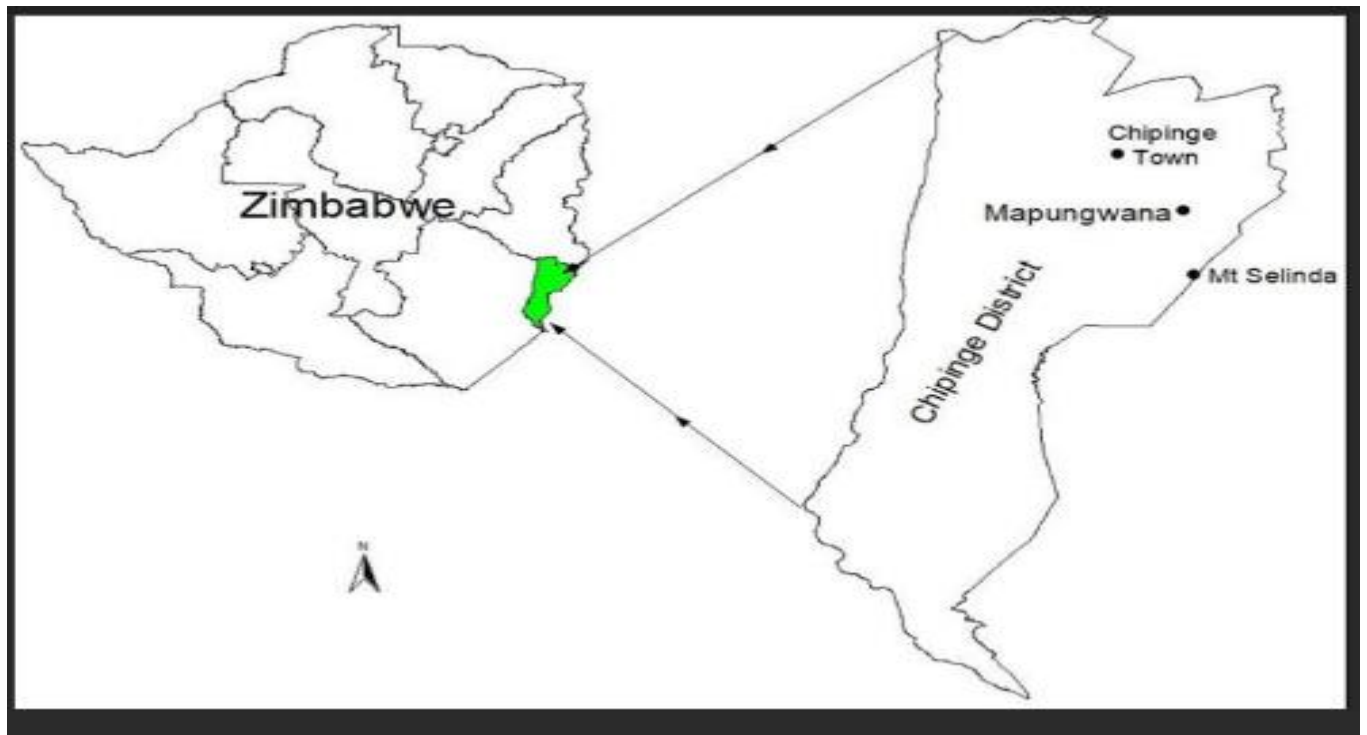 Zimbabwe
N
Chipinge
Town
Mapungwana
Mt Selinda
Chipinge District